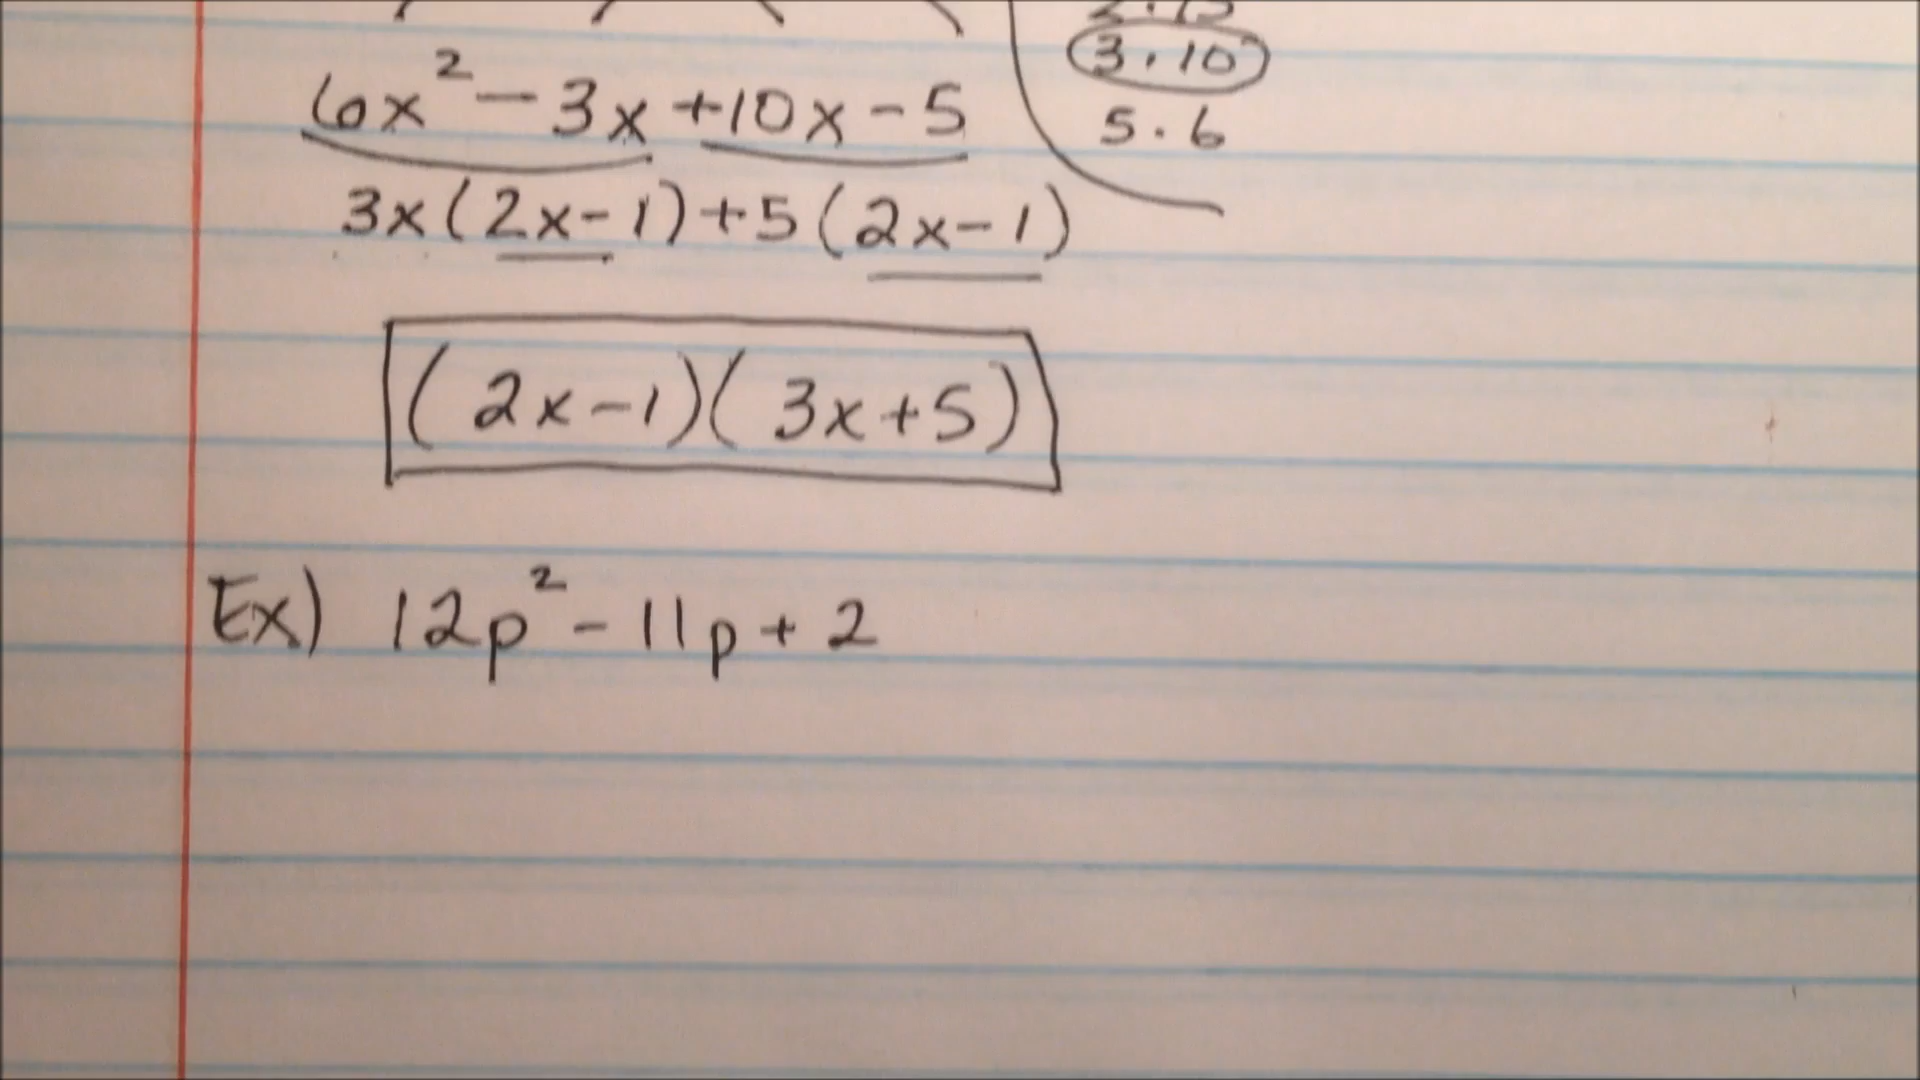 3·10
6x² - 3x + 10x - 5
5·6
3x(2x-1)+5(2x-1)
(2x-1)(3x+5)
Ex) 12p² - 11p + 2